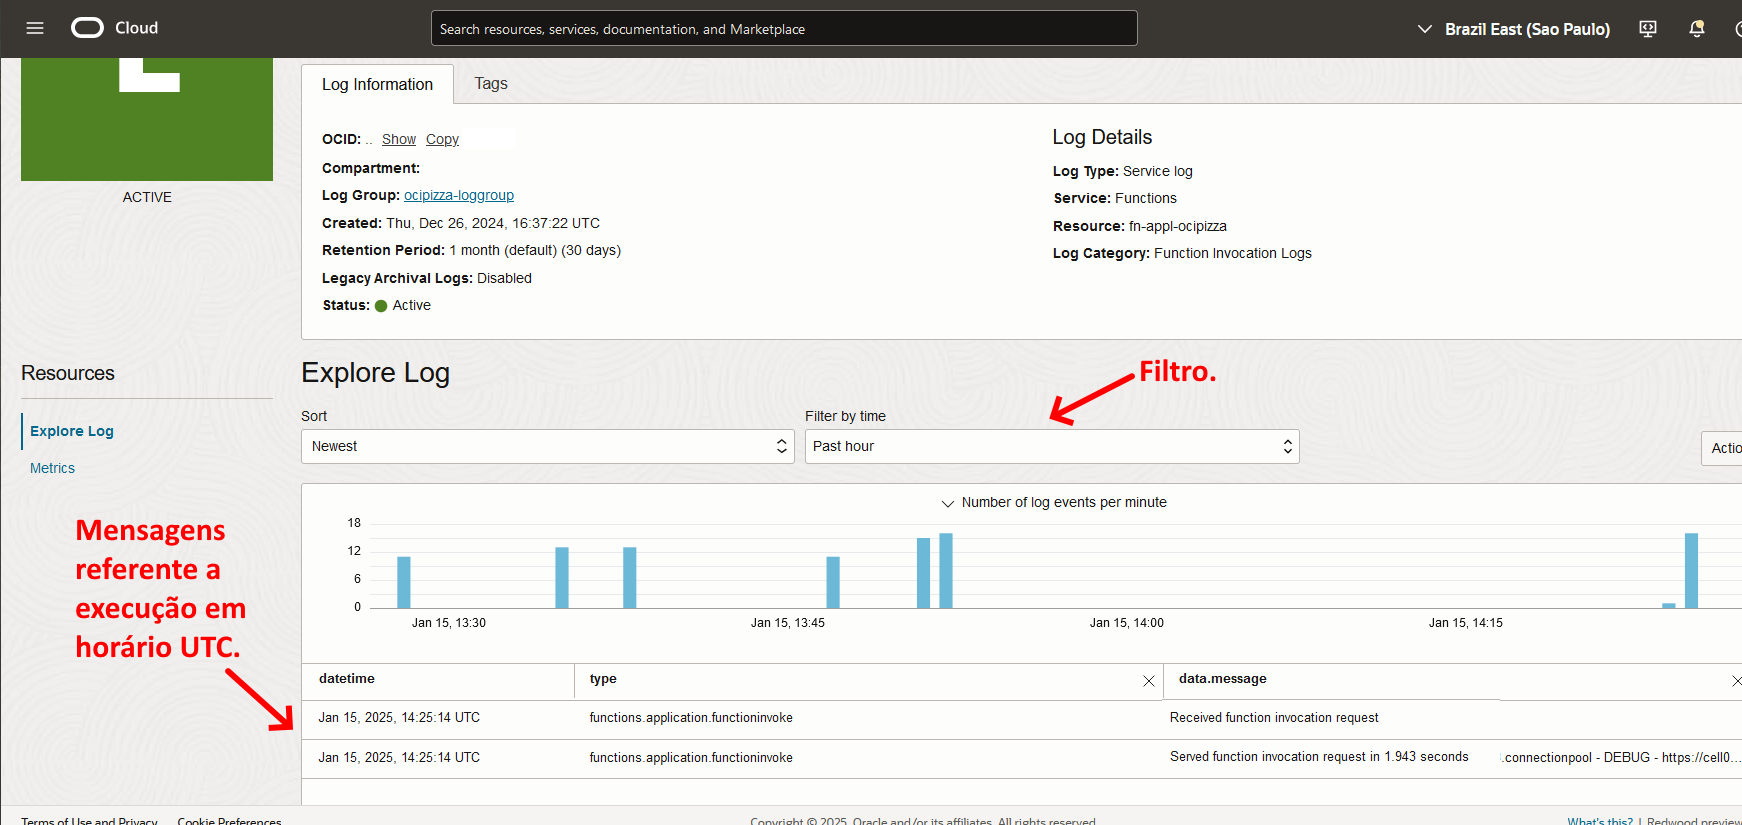 Cloud
Search resources, services, documentation, and Marketplace
Brazil East (Sao Paulo)
ACTIVE
Log Information
Tags
OCID: .. Show Copy
Compartment:
Log Group: ocipizza-loggroup
Created: Thu, Dec 26, 2024, 16:37:22 UTC
Retention Period: 1 month (default) (30 days)
Legacy Archival Logs: Disabled
Status: Active
Log Details
Log Type: Service log
Service: Functions
Resource: fn-appl-ocipizza
Log Category: Function Invocation Logs
Resources
Explore Log
Metrics
Explore Log
Filtro.
Sort
Newest
Filter by time
Past hour
Actio
Number of log events per minute
18
12
6
0
Jan 15, 13:30
Jan 15, 13:45
Jan 15, 14:00
Jan 15, 14:15
Mensagens
referente a
execução em
horário UTC.
datetime type data.message
Jan 15, 2025, 14:25:14 UTC functions.application.functioninvoke Received function invocation request
Jan 15, 2025, 14:25:14 UTC functions.application.functioninvoke Served function invocation request in 1.943 seconds .connectionpool - DEBUG - https://cell0...
Terms of Use and Privacy Cookie Preferences
Copyright © 2025, Oracle and/or its affiliates. All rights reserved.
What's this? | Redwood preview